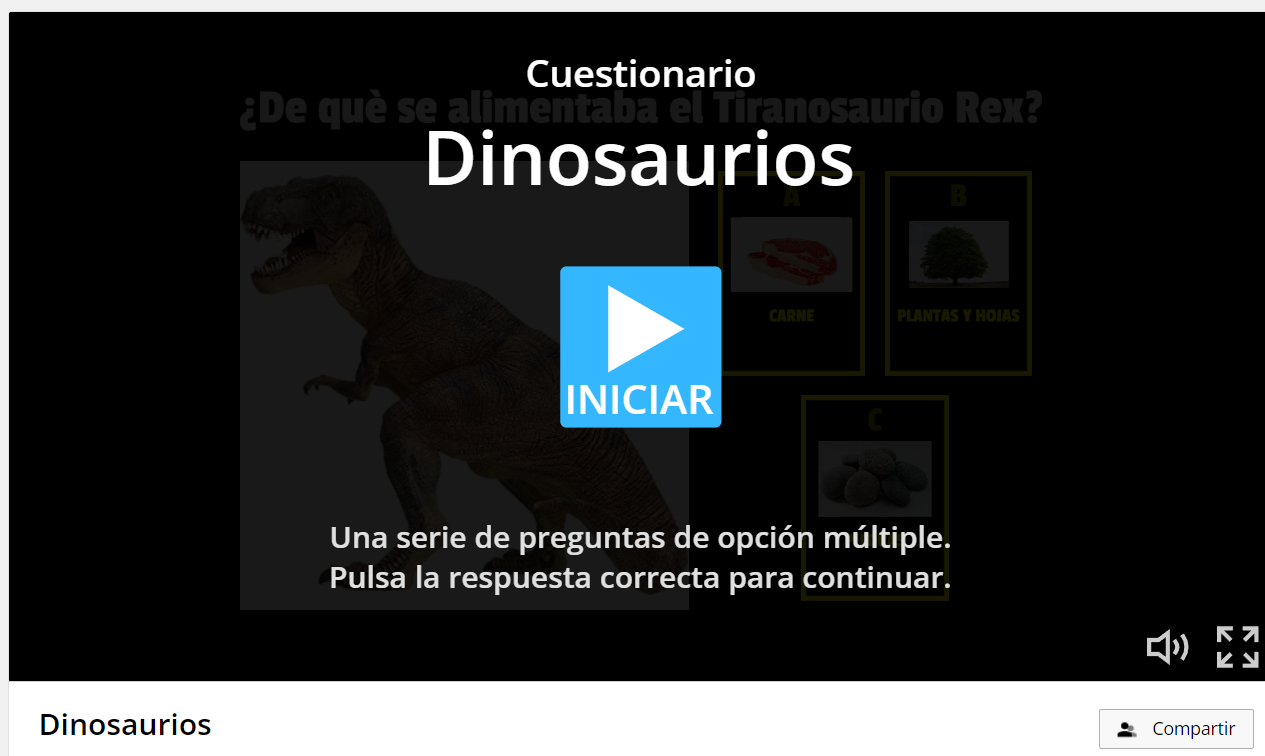 Cuestionario
¿De què se alimentaba el Tiranosaurio Rex?
Dinosaurios
A
B
CARNE
PLANTAS Y HOJAS
INICIAR
C
Una serie de preguntas de opción múltiple.
Pulsa la respuesta correcta para continuar.
Dinosaurios
Compartir